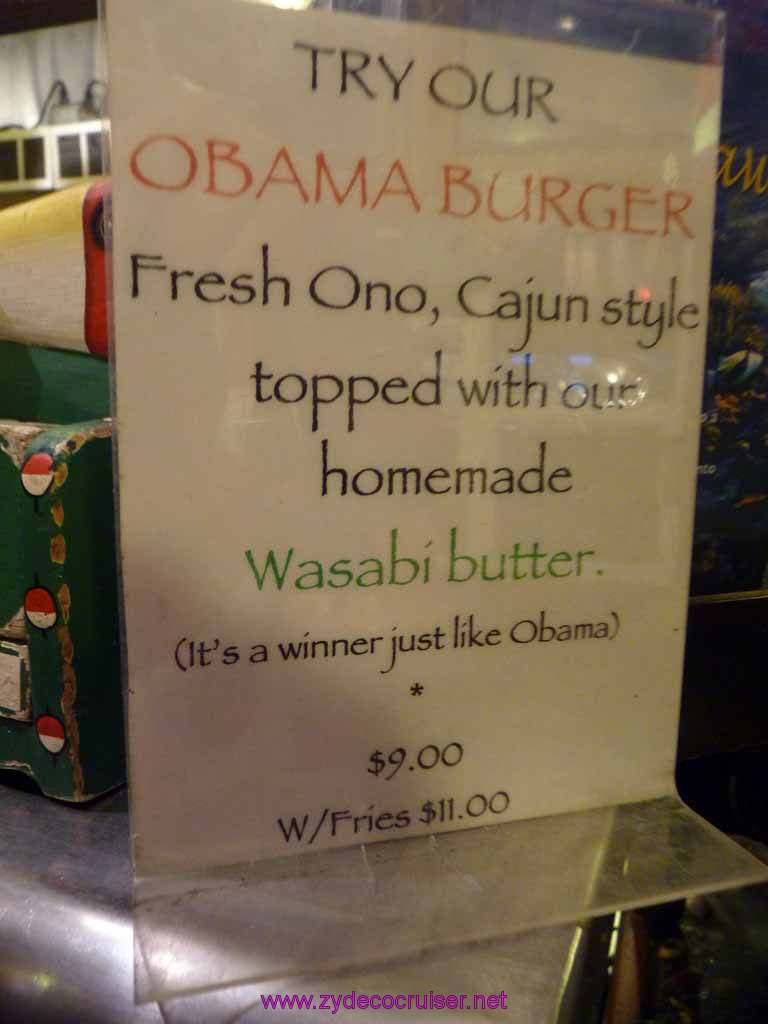 TRY OUR
OBAMA BURGER
Fresh Ono, Cajun style
topped with our
homemade
Wasabi butter.
(It's a winner just like Obama)
*
$9.00
W/Fries $11.00
www.zydecocruiser.net